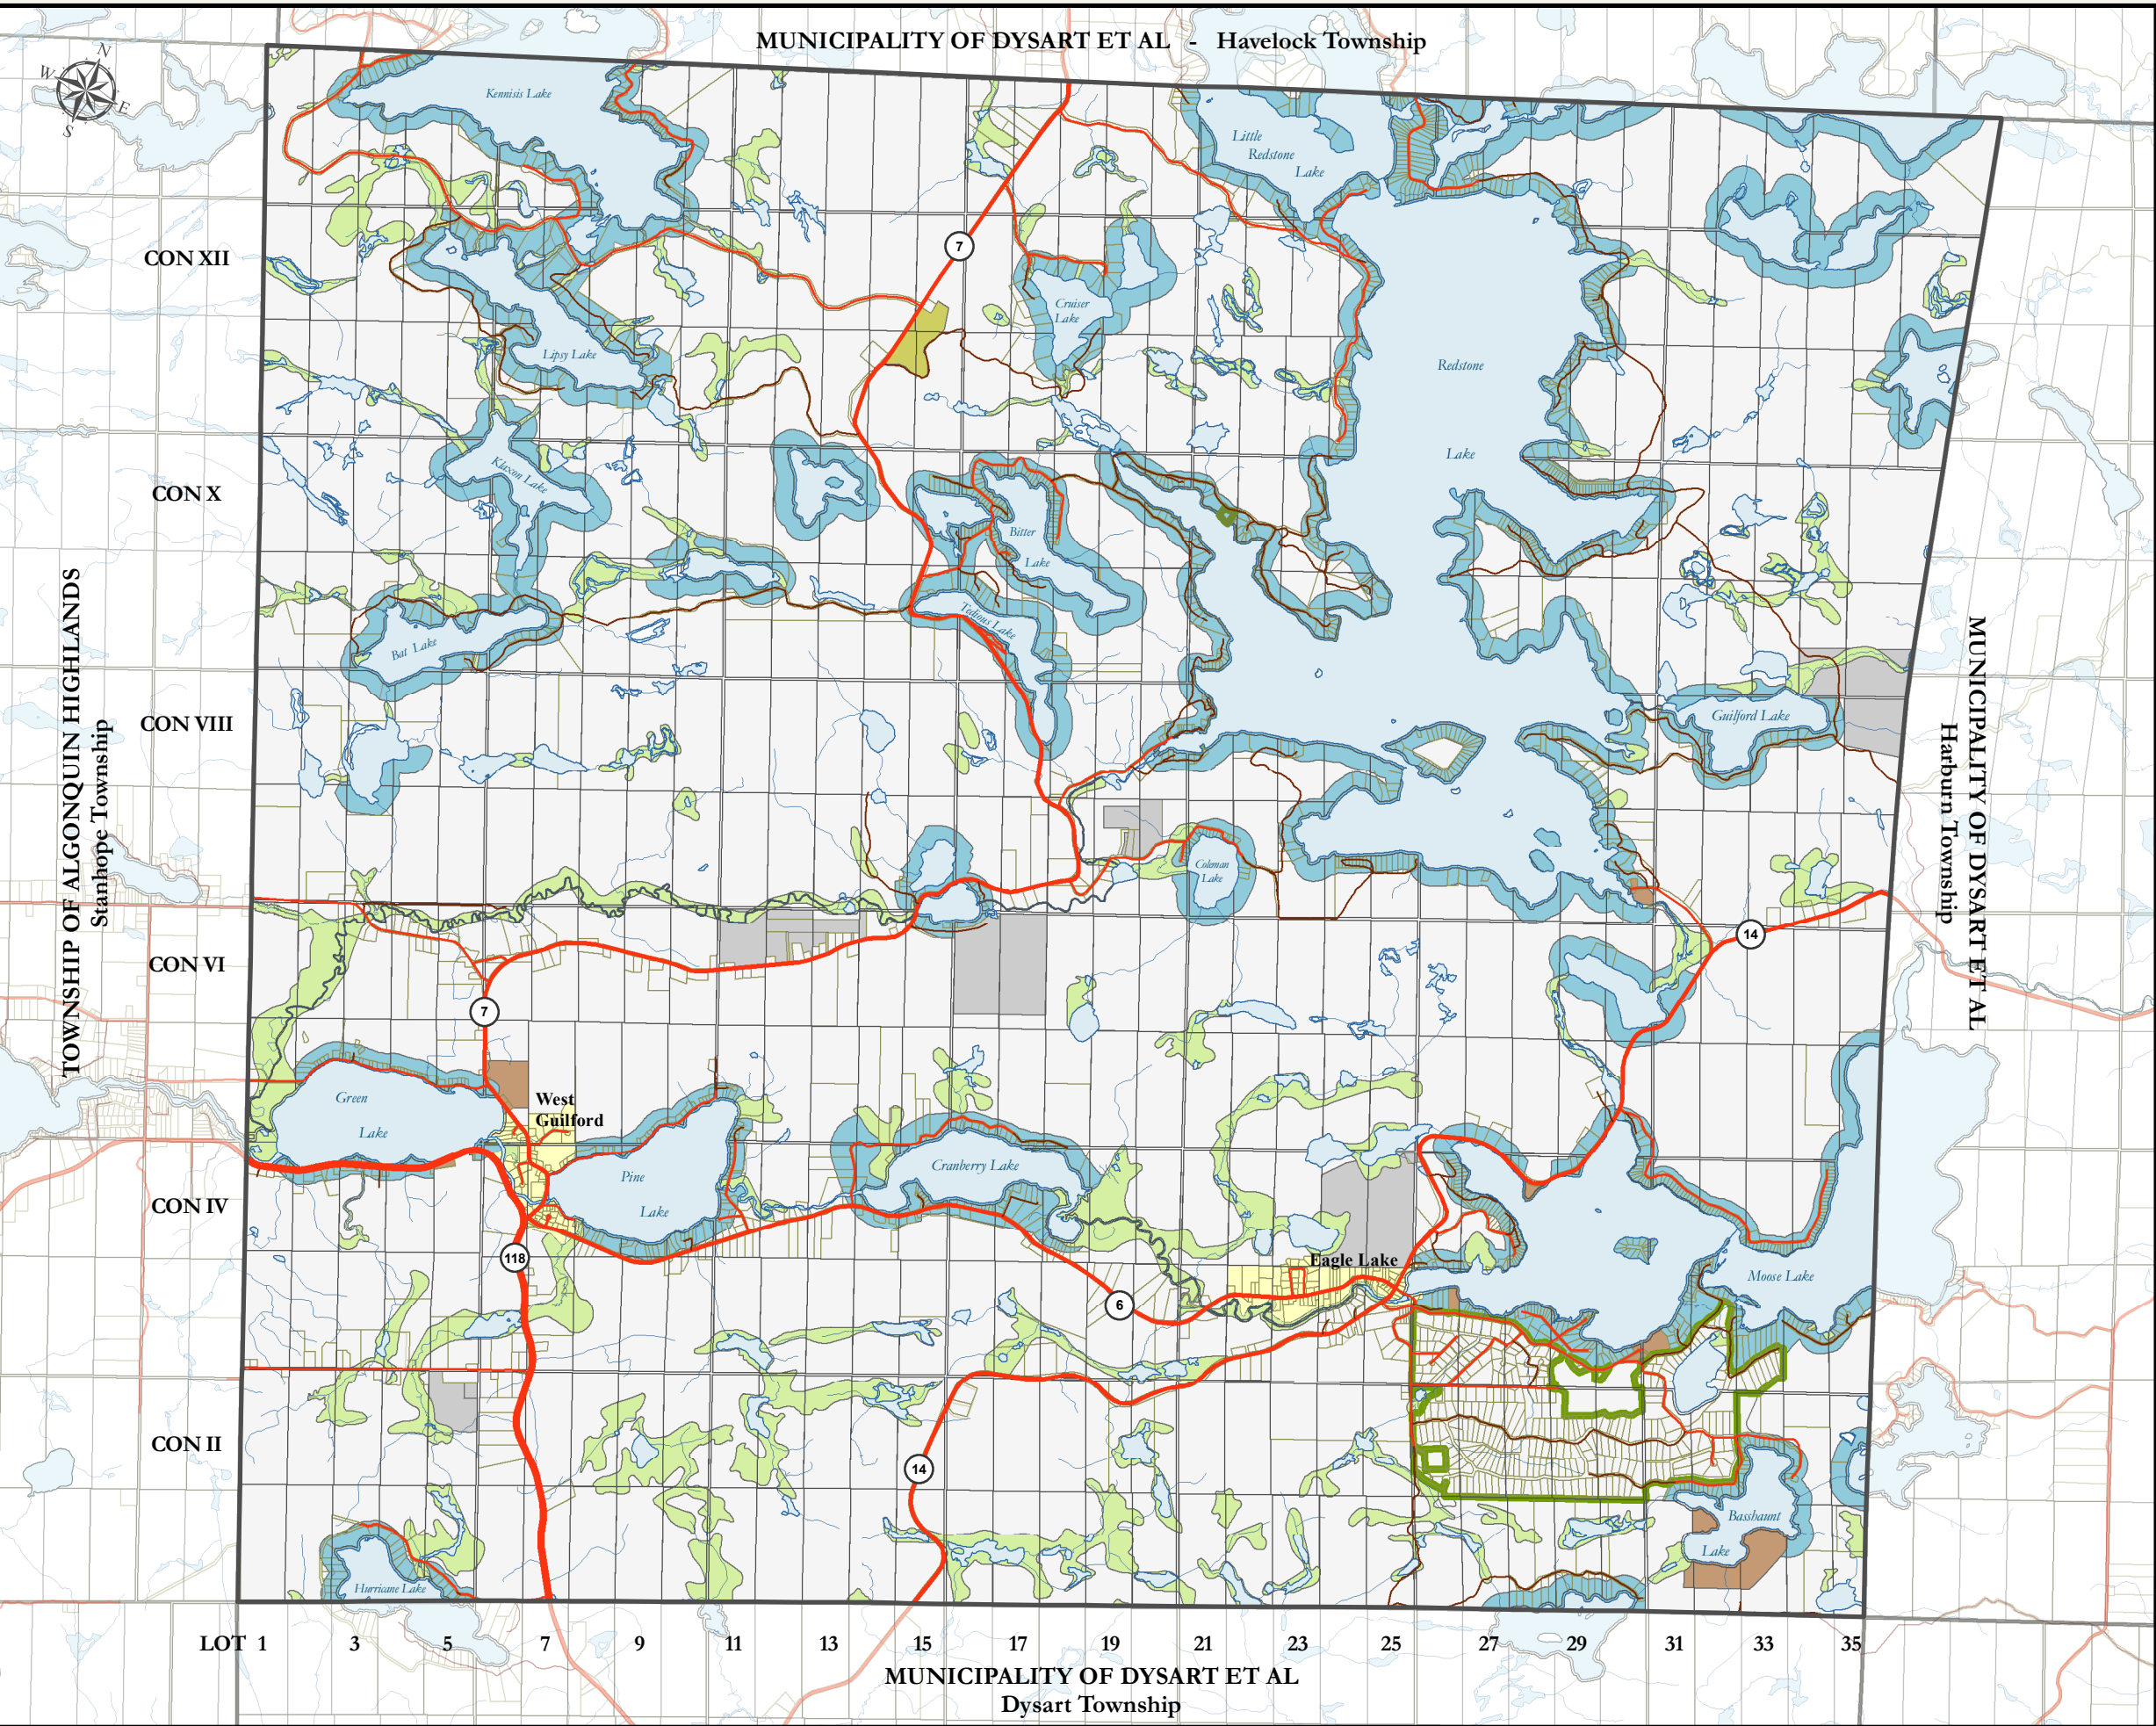 MUNICIPALITY OF DYSART ET AL - Havelock Township
N
W
E
S
Kennisis Lake
Little
Redstone
Lake
7
CON XII
Cruiser
Lake
Lipsy Lake
Redstone
Lake
Klaxon Lake
CON X
Bitter
Lake
Tedious Lake
Bat Lake
TOWNSHIP OF ALGONQUIN HIGHLANDS
Stanhope Township
MUNICIPALITY OF DYSART ET AL
Harburn Township
CON VIII
Guilford Lake
Coleman
Lake
14
CON VI
7
Green
Lake
West
Guilford
Pine
Lake
Cranberry Lake
CON IV
118
Eagle Lake
Moose Lake
6
CON II
14
Basshaunt
Lake
Hurricane Lake
LOT 1 3 5 7 9 11 13 15 17 19 21 23 25 27 29 31 33 35
MUNICIPALITY OF DYSART ET AL
Dysart Township